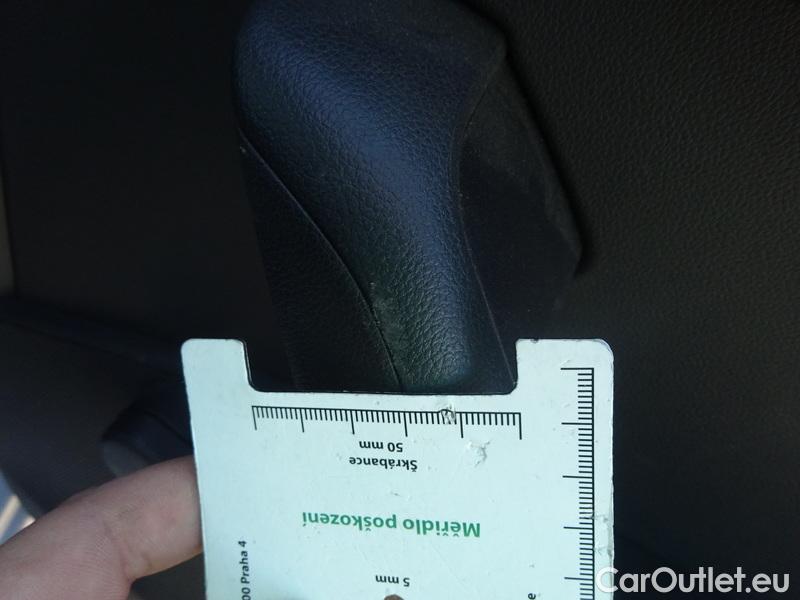 50 mm
Škrábance
Měřidlo poškození
5 mm
00 Praha 4
CarOutlet.eu